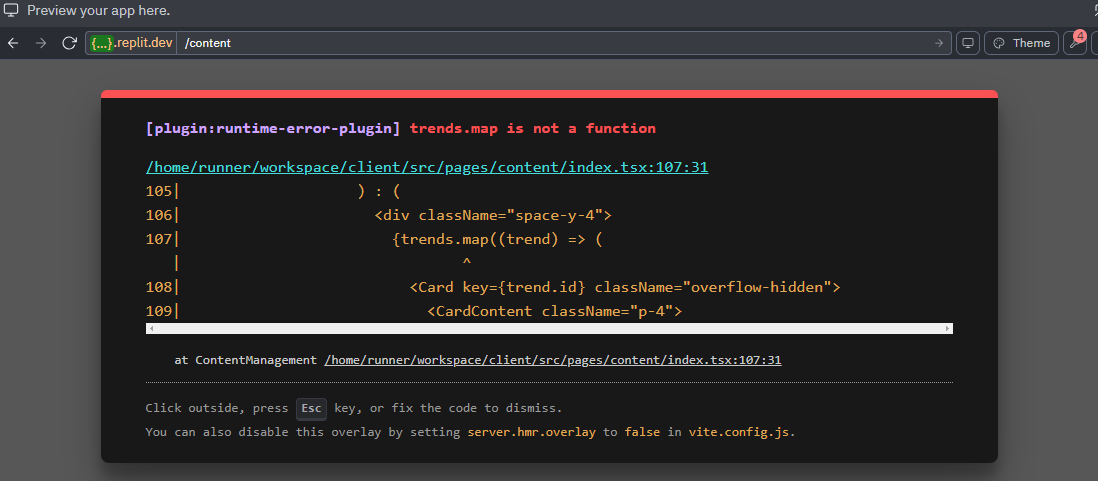 Preview your app here.
{...}.replit.dev /content
Theme
4
[plugin:runtime-error-plugin] trends.map is not a function
/home/runner/workspace/client/src/pages/content/index.tsx:107:31
105| ) : (
106| <div className="space-y-4">
107| {trends.map((trend) => (
| ^
108| <Card key={trend.id} className="overflow-hidden">
109| <CardContent className="p-4">
at ContentManagement /home/runner/workspace/client/src/pages/content/index.tsx:107:31
Click outside, press Esc key, or fix the code to dismiss.
You can also disable this overlay by setting server.hmr.overlay to false in vite.config.js.